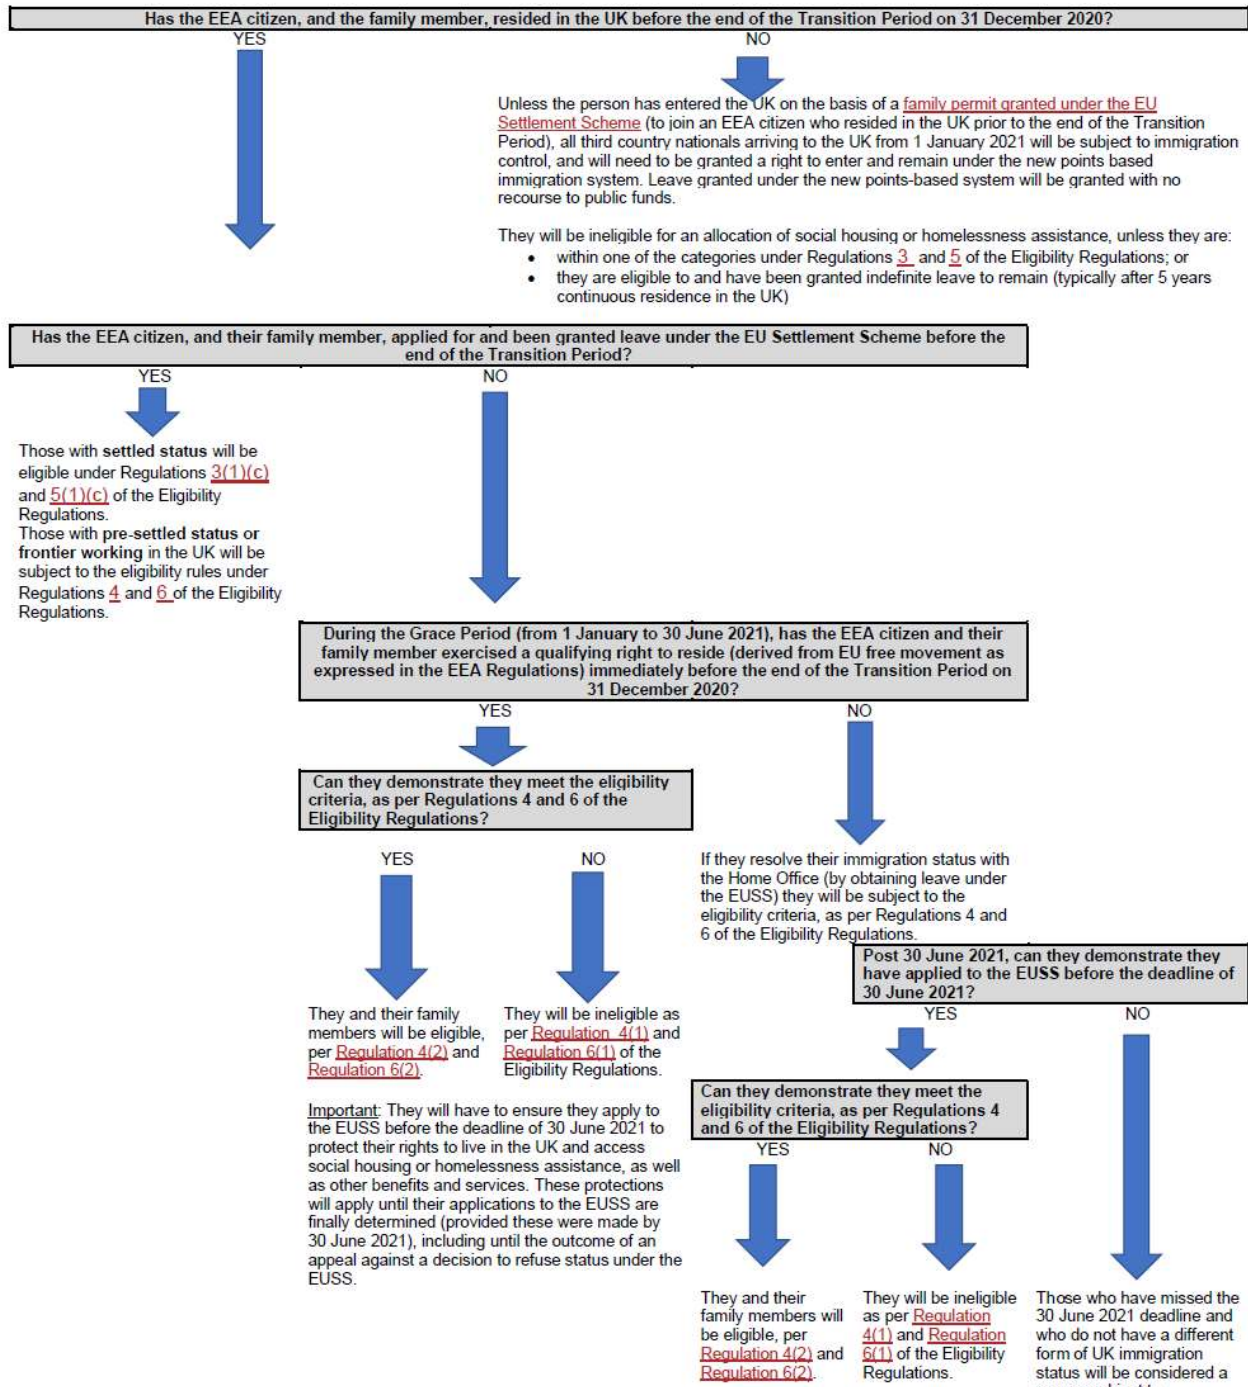 Has the EEA citizen, and the family member, resided in the UK before the end of the Transition Period on 31 December 2020?
YES
NO
Unless the person has entered the UK on the basis of a family permit granted under the EU
Settlement Scheme (to join an EEA citizen who resided in the UK prior to the end of the Transition
Period), all third country nationals arriving to the UK from 1 January 2021 will be subject to immigration
control, and will need to be granted a right to enter and remain under the new points based
immigration system. Leave granted under the new points-based system will be granted with no
recourse to public funds.
They will be ineligible for an allocation of social housing or homelessness assistance, unless they are:
• within one of the categories under Regulations 3 and 5 of the Eligibility Regulations; or
• they are eligible to and have been granted indefinite leave to remain (typically after 5 years
continuous residence in the UK)
Has the EEA citizen, and their family member, applied for and been granted leave under the EU Settlement Scheme before the
end of the Transition Period?
YES
NO
Those with settled status will be
eligible under Regulations 3(1)(c)
and 5(1)(c) of the Eligibility
Regulations.
Those with pre-settled status or
frontier working in the UK will be
subject to the eligibility rules under
Regulations 4 and 6 of the Eligibility
Regulations.
During the Grace Period (from 1 January to 30 June 2021), has the EEA citizen and their
family member exercised a qualifying right to reside (derived from EU free movement as
expressed in the EEA Regulations) immediately before the end of the Transition Period on
31 December 2020?
YES
NO
Can they demonstrate they meet the eligibility
criteria, as per Regulations 4 and 6 of the
Eligibility Regulations?
YES
NO
If they resolve their immigration status with
the Home Office (by obtaining leave under
the EUSS) they will be subject to the
eligibility criteria, as per Regulations 4 and
6 of the Eligibility Regulations.
Post 30 June 2021, can they demonstrate they
have applied to the EUSS before the deadline of
30 June 2021?
YES
NO
They and their family
members will be eligible,
per Regulation 4(2) and
Regulation 6(2).
They will be ineligible as
per Regulation 4(1) and
Regulation 6(1) of the
Eligibility Regulations.
Important: They will have to ensure they apply to
the EUSS before the deadline of 30 June 2021 to
protect their rights to live in the UK and access
social housing or homelessness assistance, as well
as other benefits and services. These protections
will apply until their applications to the EUSS are
finally determined (provided these were made by
30 June 2021), including until the outcome of an
appeal against a decision to refuse status under the
EUSS.
Can they demonstrate they meet the
eligibility criteria, as per Regulations 4
and 6 of the Eligibility Regulations?
YES
NO
They and their
family members will
be eligible, per
Regulation 4(2) and
Regulation 6(2).
They will be ineligible
as per Regulation
4(1) and Regulation
6(1) of the Eligibility
Regulations.
Those who have missed the
30 June 2021 deadline and
who do not have a different
form of UK immigration
status will be considered a